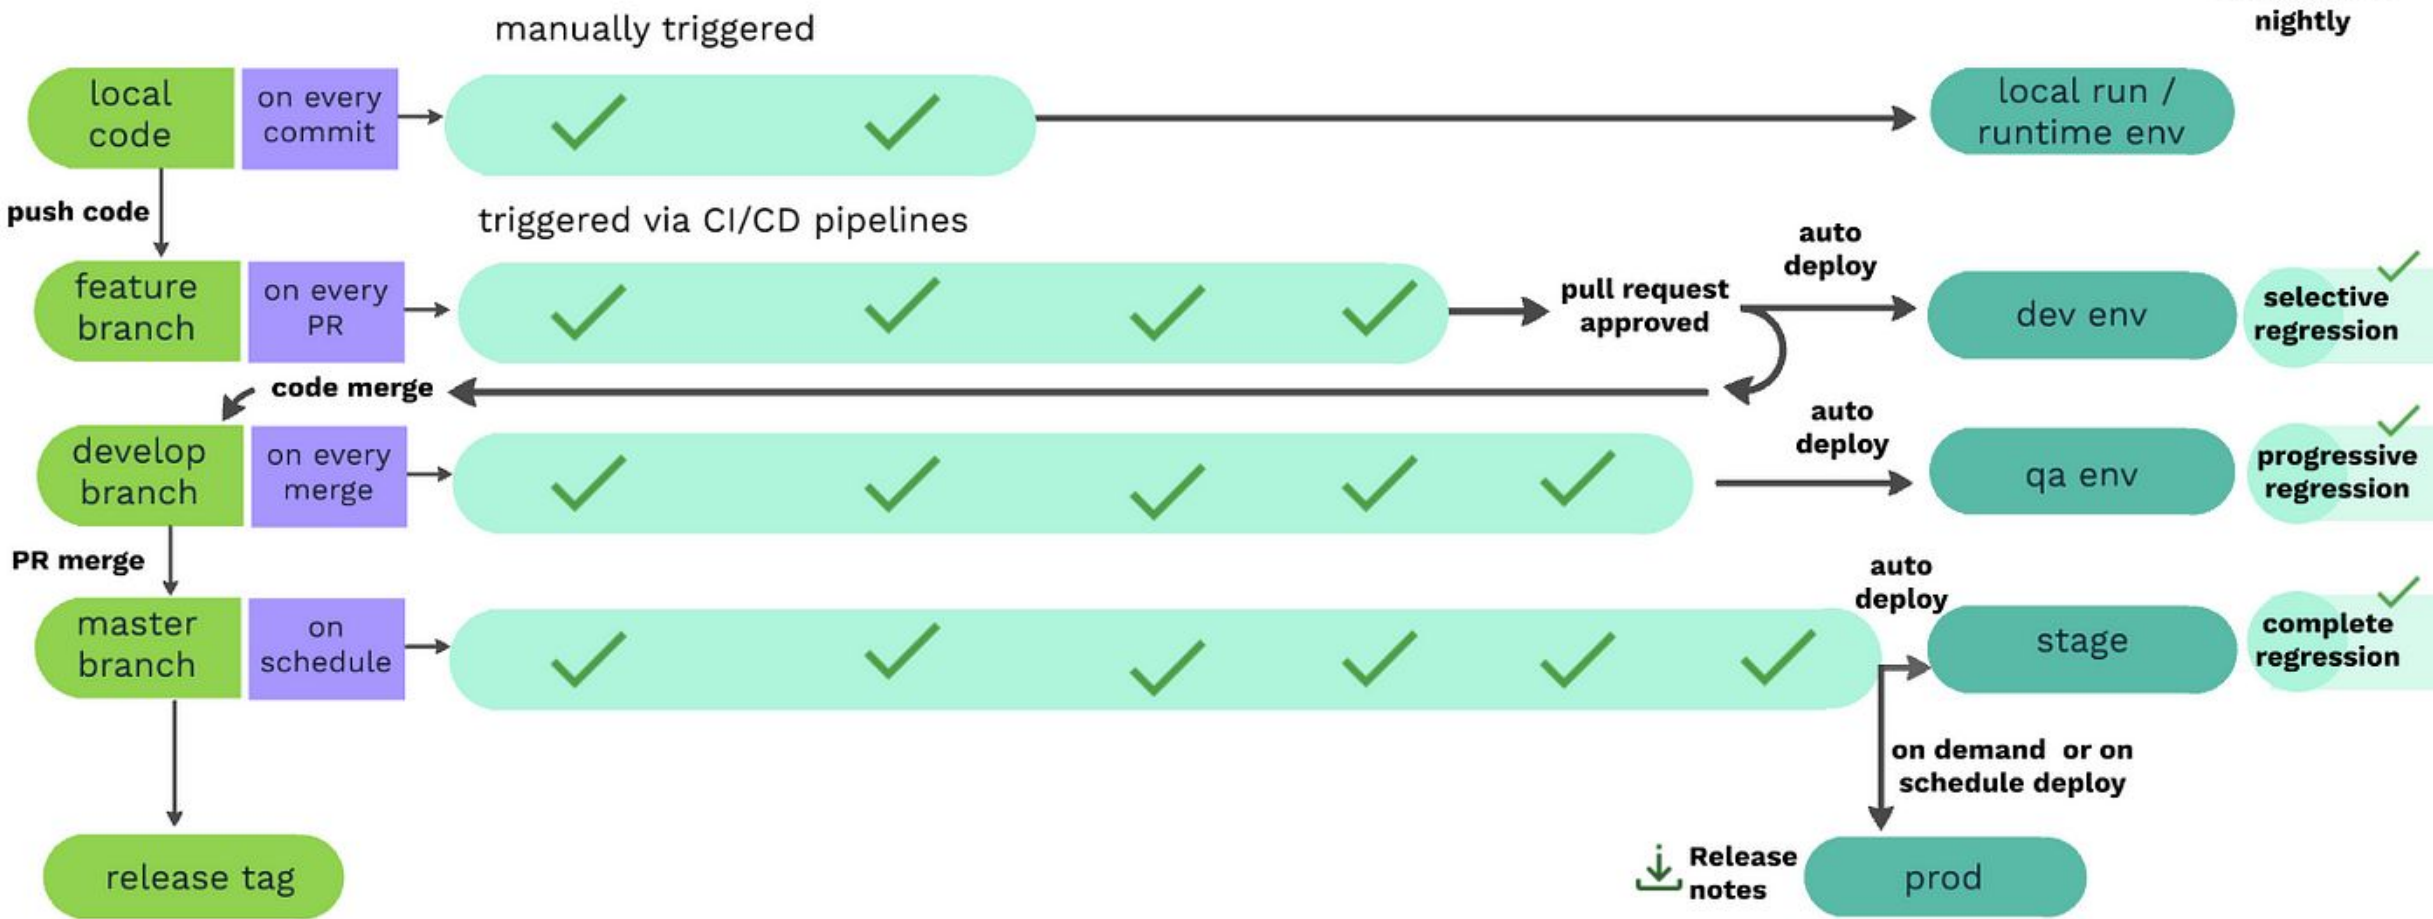 nightly
manually triggered
local
code
on every
commit
local run /
runtime env
push code
triggered via CI/CD pipelines
feature
branch
on every
PR
pull request
approved
auto
deploy
dev env
selective
regression
code merge
develop
branch
on every
merge
auto
deploy
qa env
progressive
regression
PR merge
master
branch
on
schedule
auto
deploy
stage
complete
regression
on demand or on
schedule deploy
release tag
Release
notes
prod